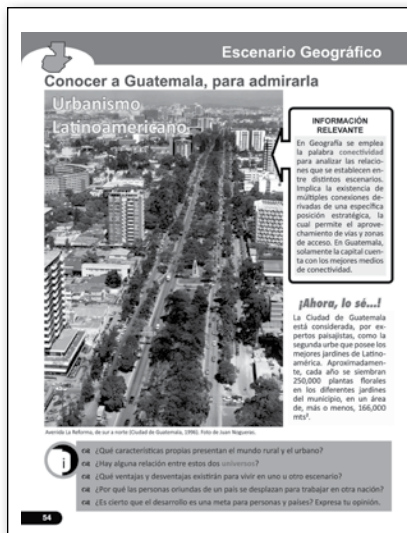 Escenario Geográfico
Conocer a Guatemala, para admirarla
Urbanismo
Latinoamericano
INFORMACIÓN
RELEVANTE
En Geografía se emplea
la palabra conectividad
para analizar las relacio-
nes que se establecen en-
tre distintos escenarios.
Implica la existencia de
múltiples conexiones de-
rivadas de una específica
posición estratégica, la
cual permite el aprove-
chamiento de vías y zonas
de acceso. En Guatemala,
solamente la capital cuen-
ta con los mejores medios
de conectividad.
¡Ahora, lo sé...!
La Ciudad de Guatemala
está considerada, por ex-
pertos paisajistas, como la
segunda urbe que posee los
mejores jardines de Latino-
américa. Aproximadamen-
te, cada año se siembran
250,000 plantas florales
en los diferentes jardines
del municipio, en un área
de, más o menos, 166,000
mts².
Avenida La Reforma, de sur a norte (Ciudad de Guatemala, 1996). Foto de Juan Nogueras.
i
¿Qué características propias presentan el mundo rural y el urbano?
¿Hay alguna relación entre estos dos universos?
¿Qué ventajas y desventajas existirán para vivir en uno u otro escenario?
¿Por qué las personas oriundas de un país se desplazan para trabajar en otra nación?
¿Es cierto que el desarrollo es una meta para personas y países? Expresa tu opinión.
54